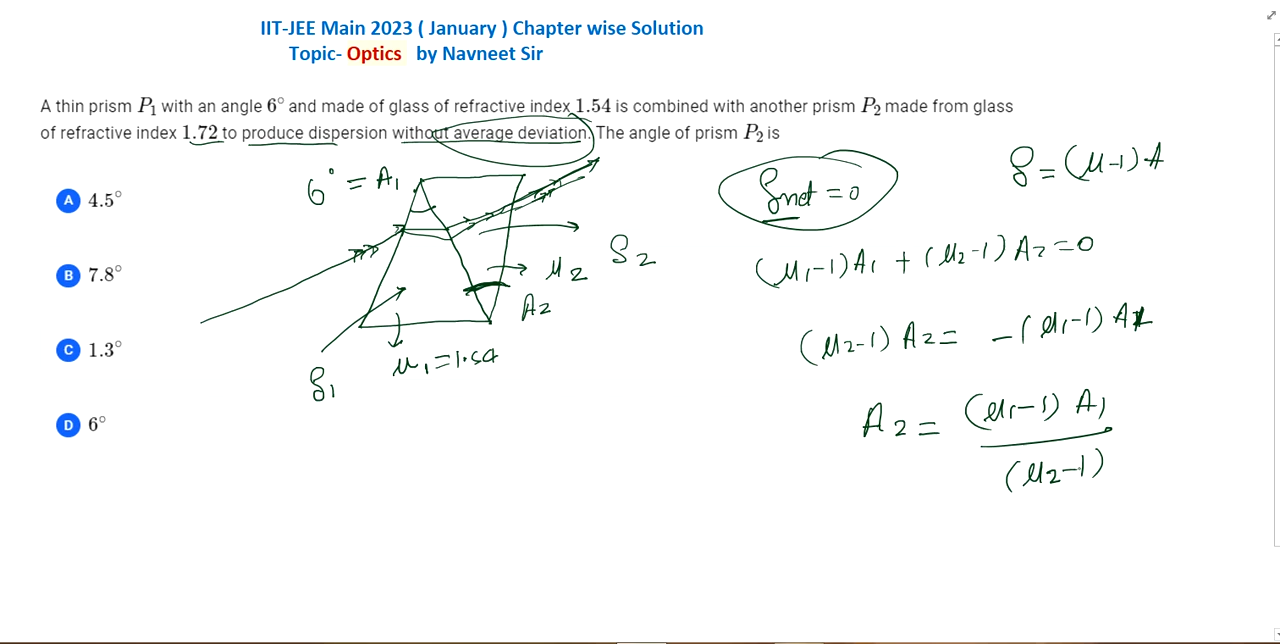 IIT-JEE Main 2023 ( January ) Chapter wise Solution
Topic- Optics by Navneet Sir
A thin prism P₁ with an angle 6° and made of glass of refractive index 1.54 is combined with another prism P₂ made from glass
of refractive index 1.72 to produce dispersion without average deviation. The angle of prism P₂ is
A 4.5°
B 7.8°
C 1.3°
D 6°
6° = A₁
μ₂
δ₂
A₂
μ₁=1.54
δ₁
δnet = 0
δ=(μ-1)A
(μ₁-1)A₁ + (μ₂-1)A₂=0
(μ₂-1) A₂= -(μ₁-1) A₁
A₂= (μ₁-1) A₁
(μ₂-1)